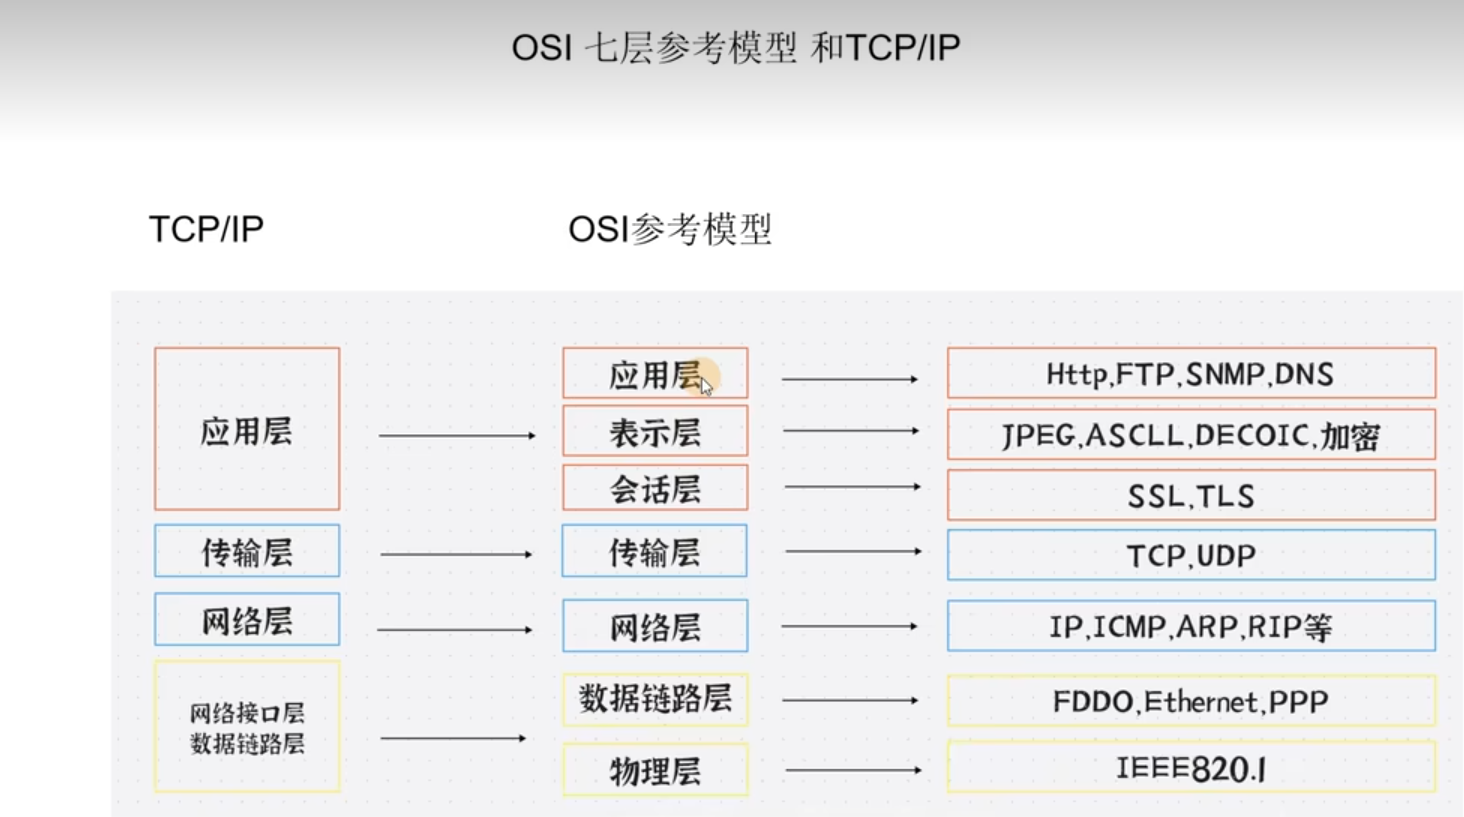 OSI 七层参考模型 和TCP/IP
TCP/IP
OSI参考模型
应用层
应用层
Http,FTP,SNMP,DNS
表示层
JPEG,ASCLL,DECOIC,加密
会话层
SSL,TLS
传输层
传输层
TCP,UDP
网络层
网络层
IP,ICMP,ARP,RIP等
网络接口层
数据链路层
数据链路层
FDDO,Ethernet,PPP
物理层
IEEE820.1